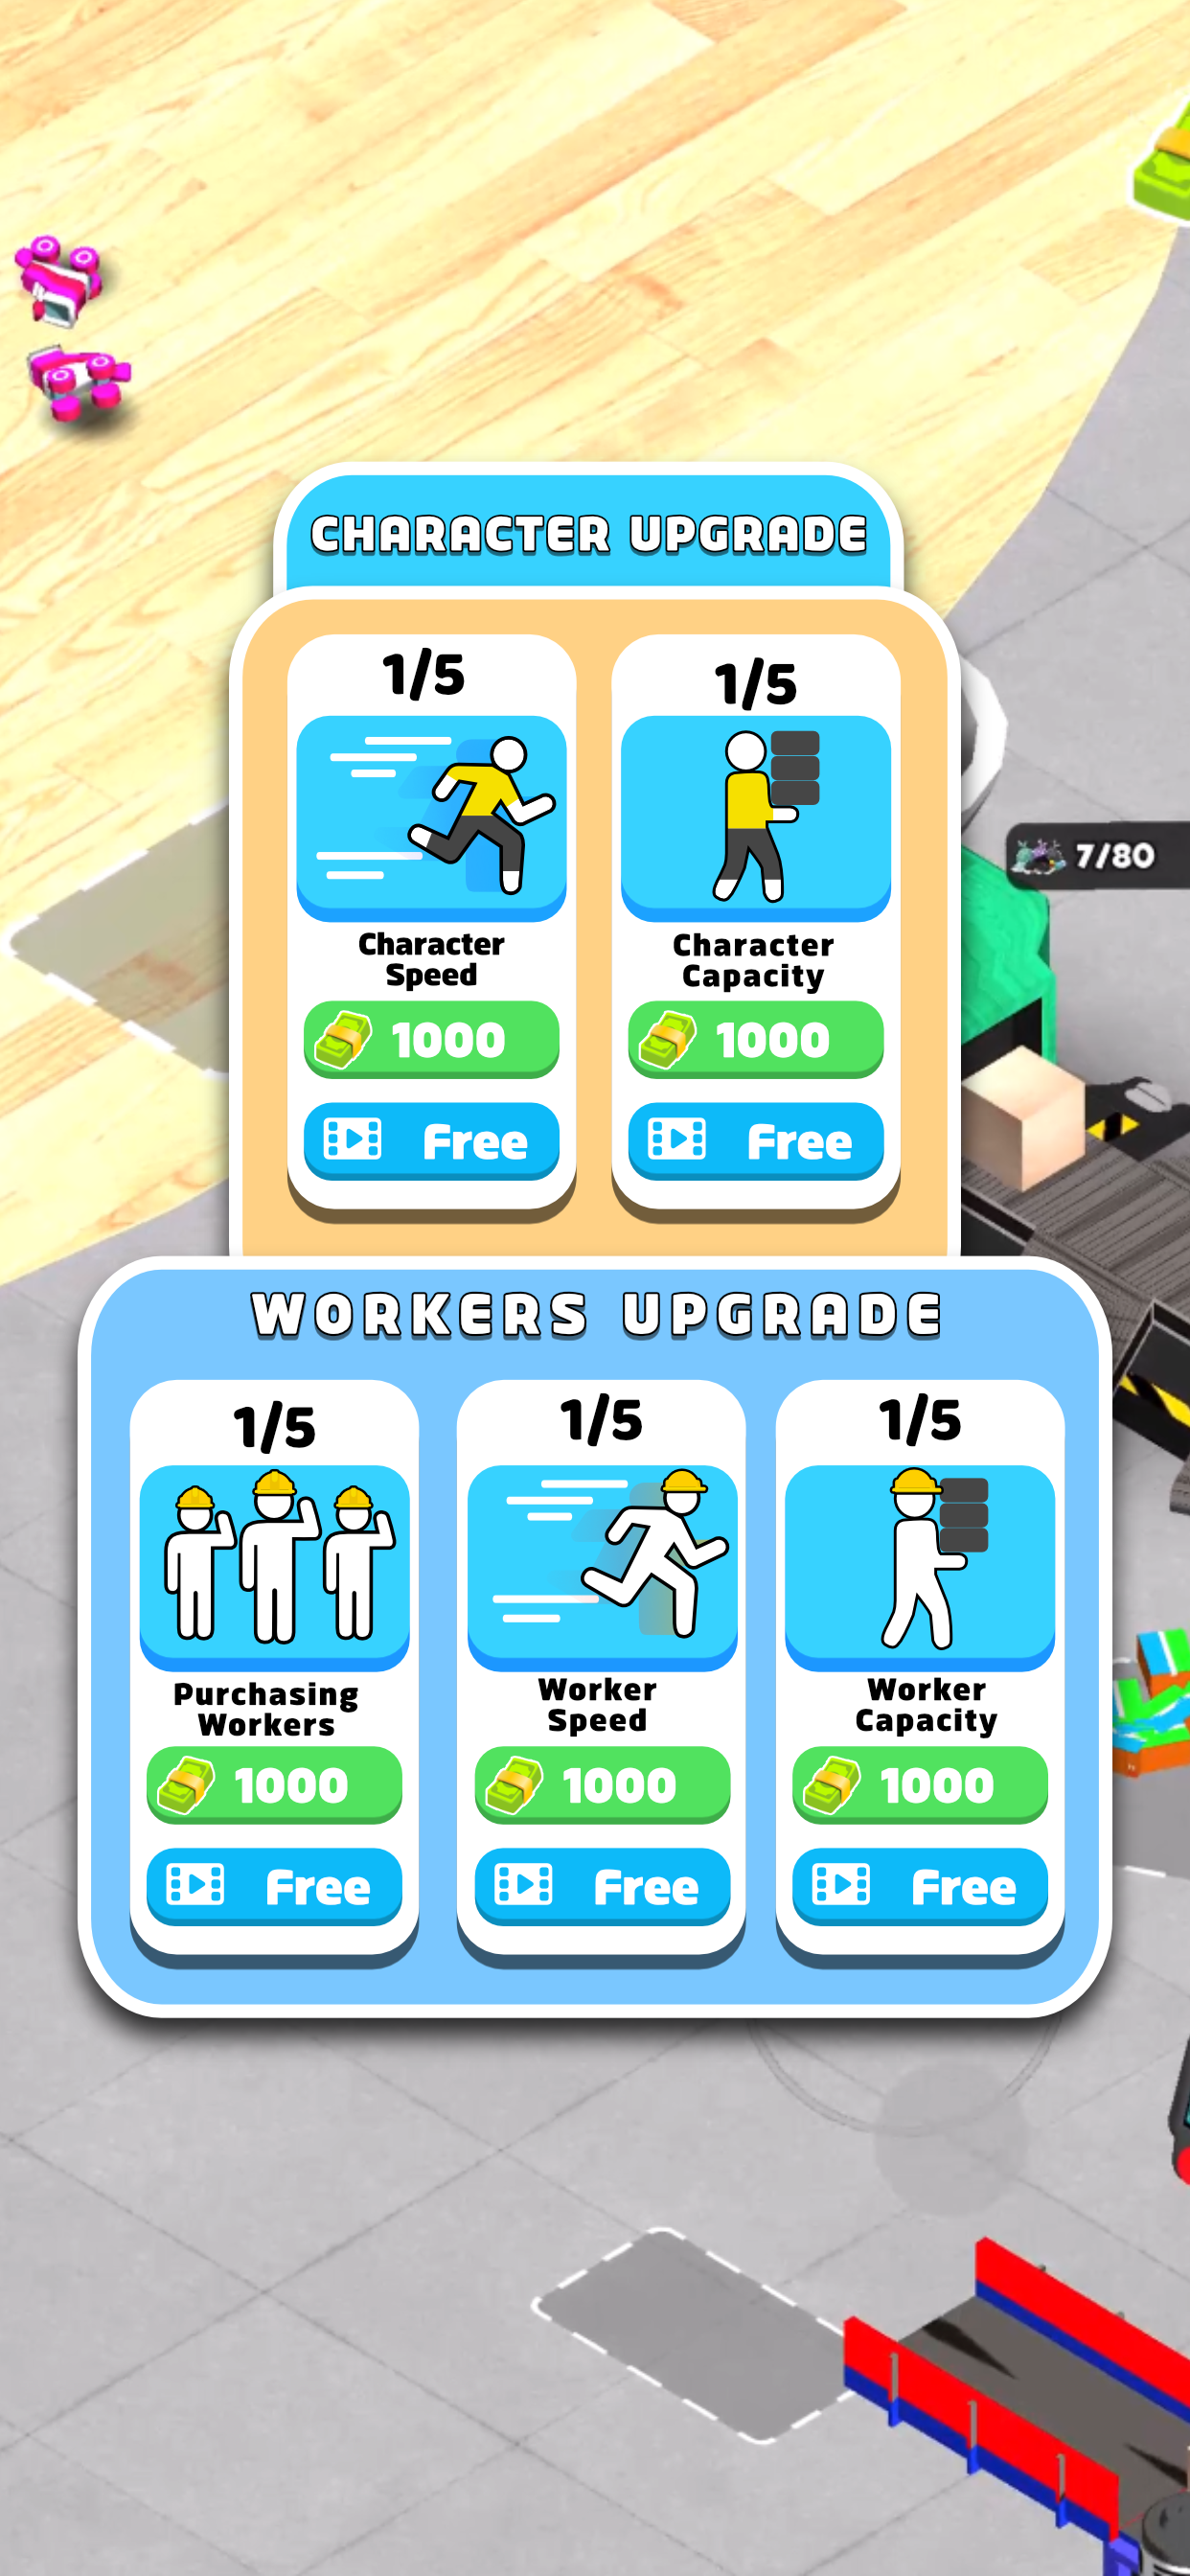 CHARACTER UPGRADE
1/5
1/5
Character
Speed
Character
Capacity
1000
1000
Free
Free
7/80
WORKERS UPGRADE
1/5
1/5
1/5
Purchasing
Workers
Worker
Speed
Worker
Capacity
1000
1000
1000
Free
Free
Free